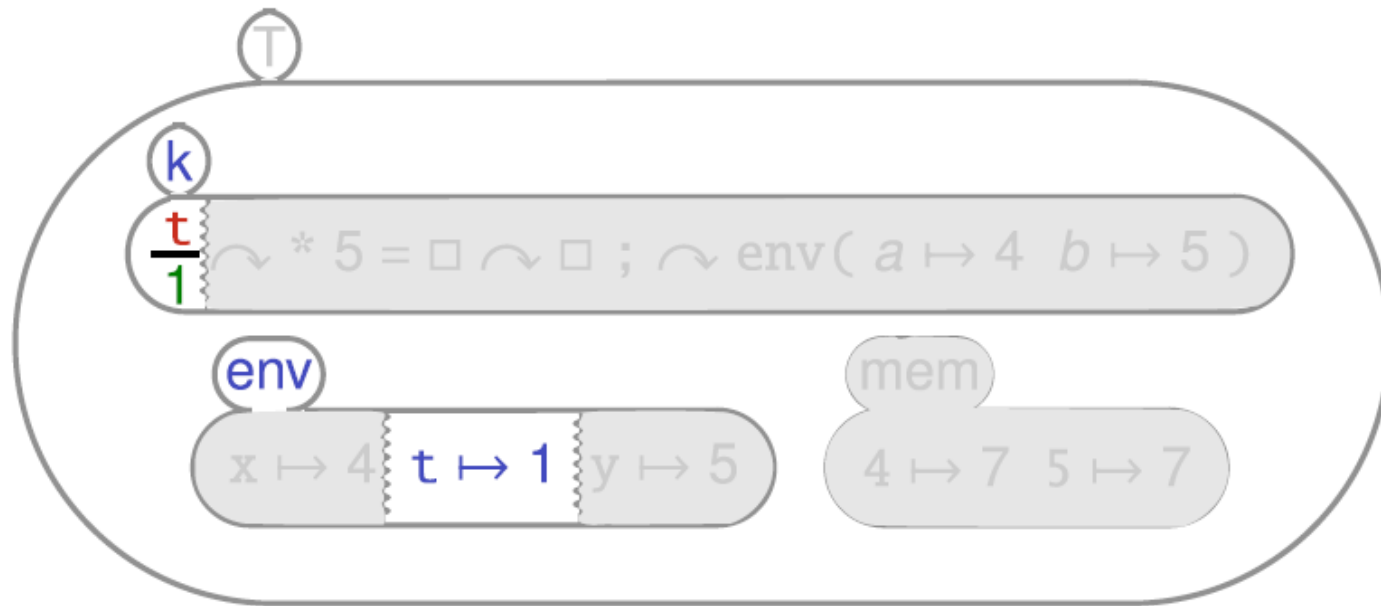 T
k
t
1
↷ * 5 = □ ↷ □ ; ↷ env( a ↦ 4 b ↦ 5 )
env
mem
x ↦ 4 t ↦ 1 y ↦ 5
4 ↦ 7 5 ↦ 7